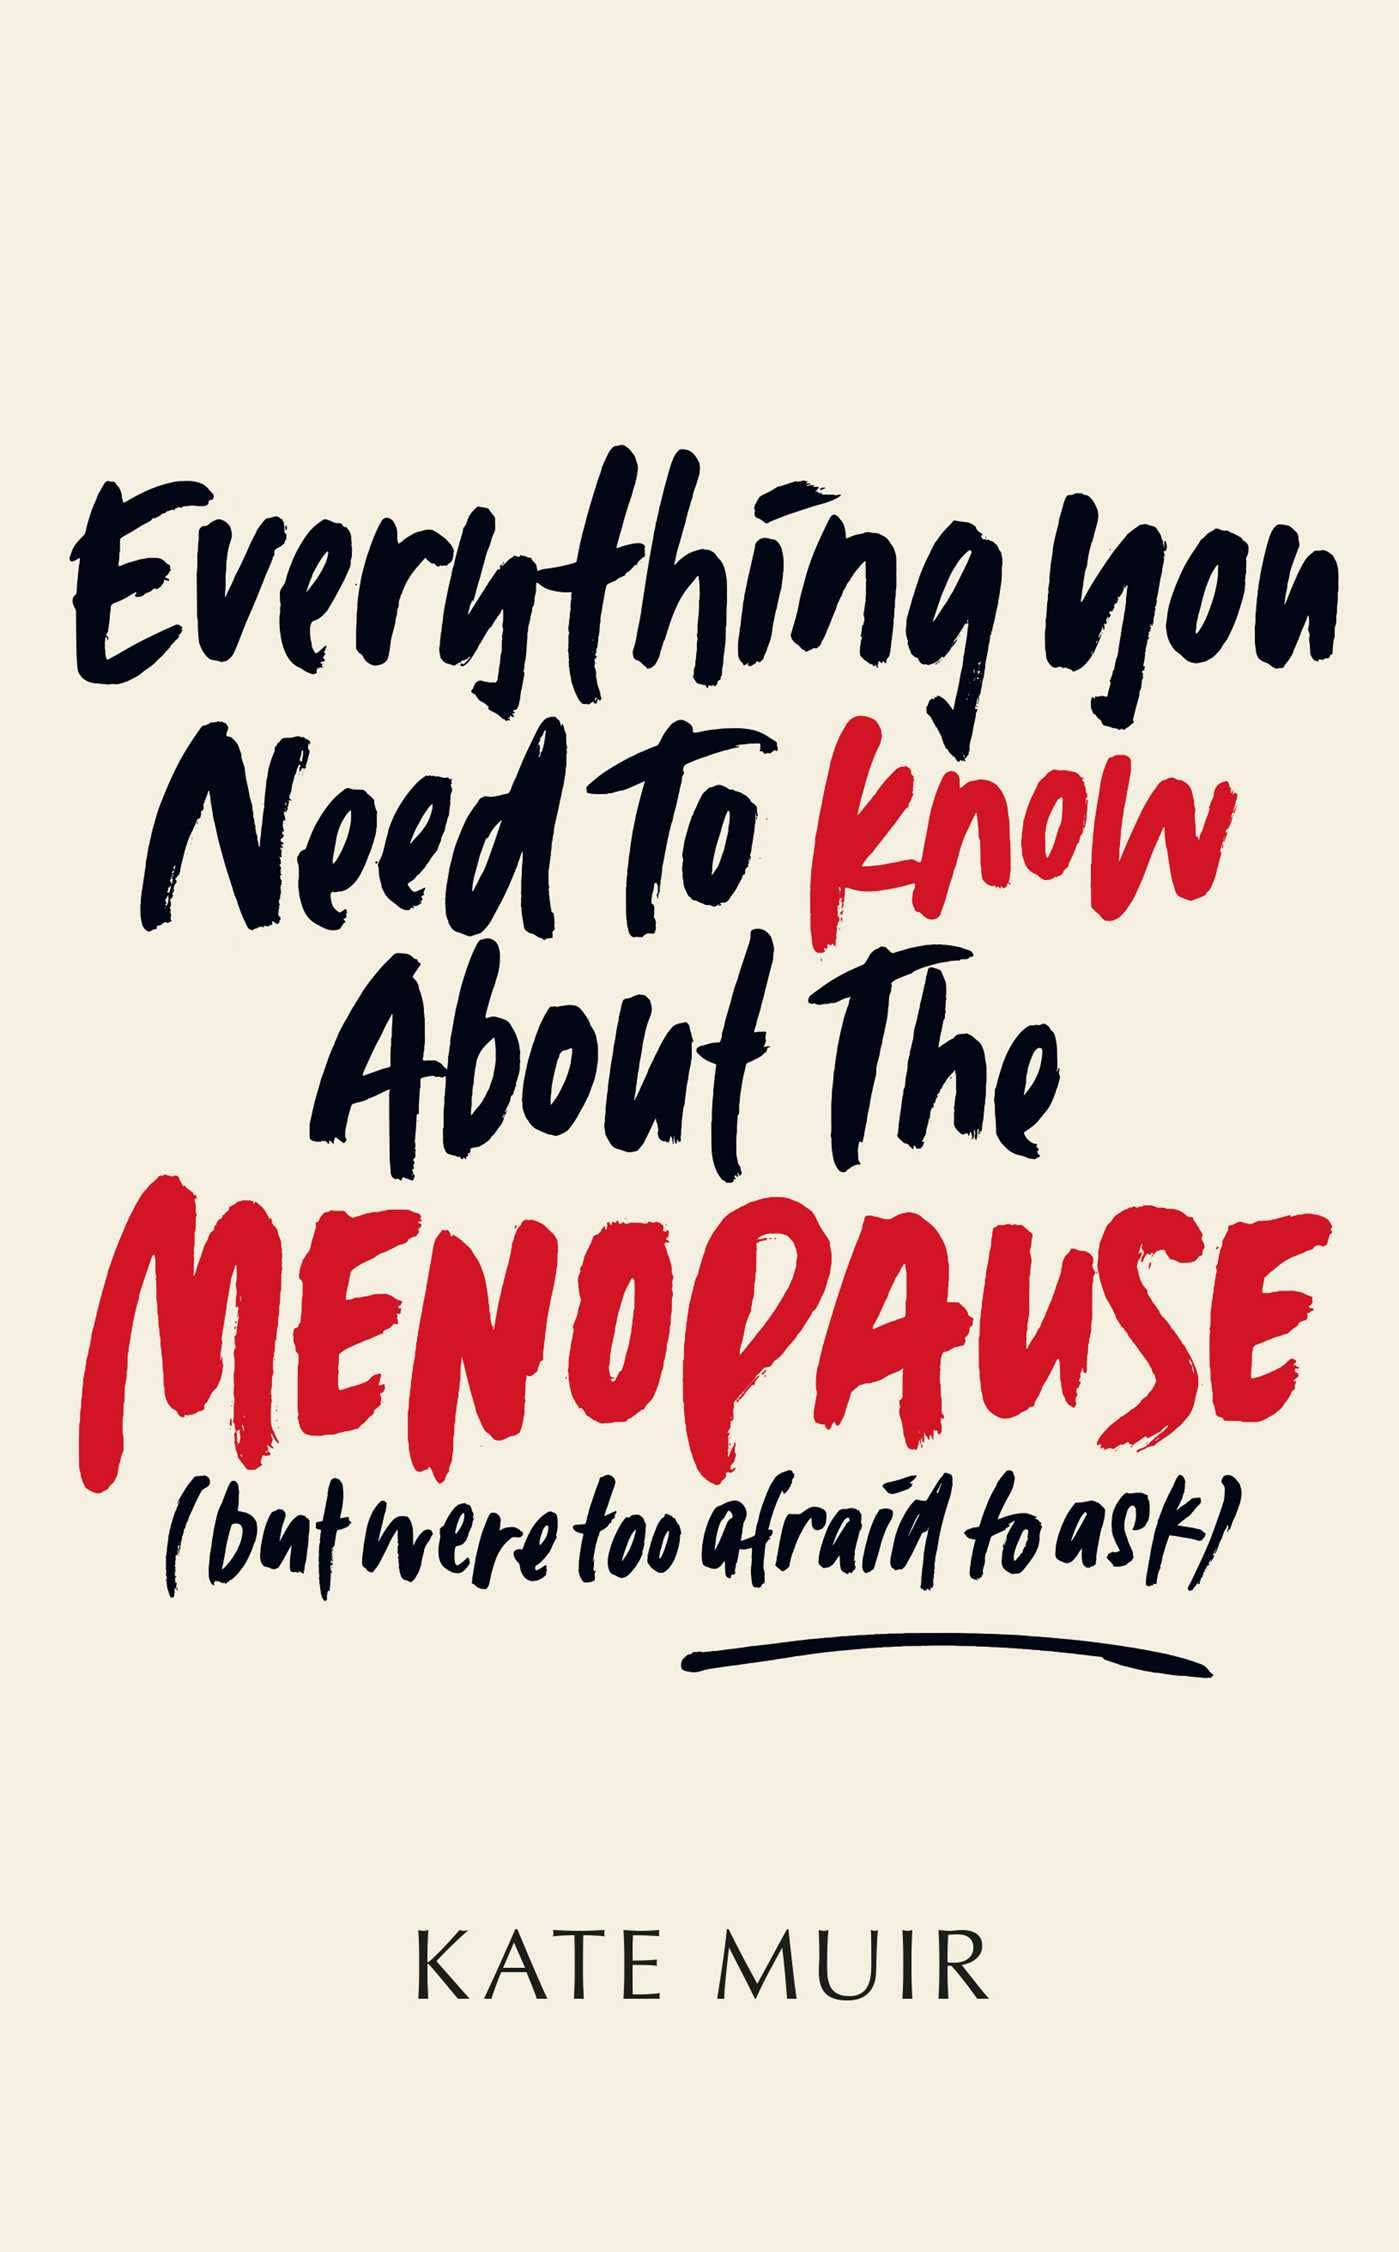 Everything you
Need To know
About The
MENOPAUSE
(but were too afraid to ask)
KATE MUIR